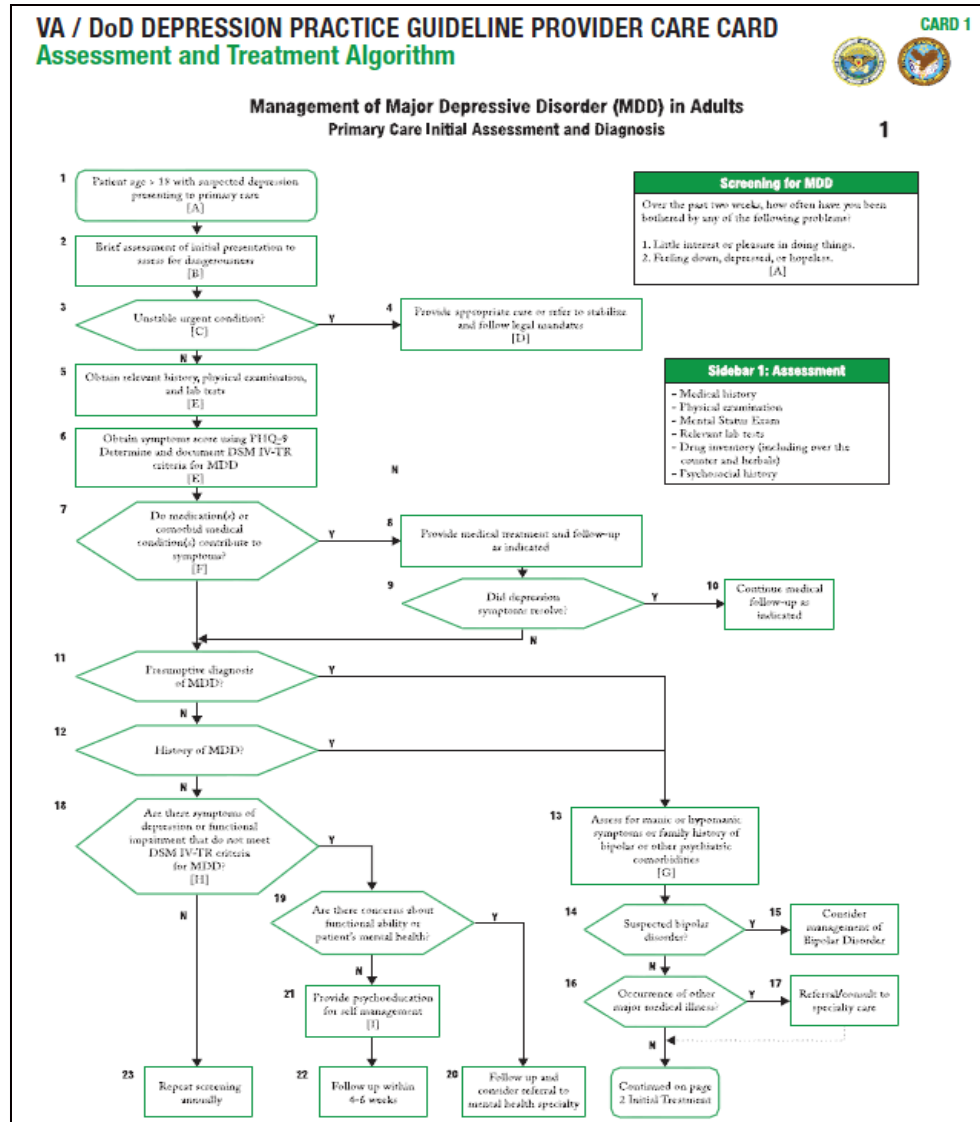 VA / DoD DEPRESSION PRACTICE GUIDELINE PROVIDER CARE CARD
CARD 1
Assessment and Treatment Algorithm
Management of Major Depressive Disorder (MDD) in Adults
Primary Care Initial Assessment and Diagnosis
1
1
Patient age > 18 with suspected depression
presenting to primary care
[A]
Screening for MDD
Over the past two weeks, how often have you been
bothered by any of the following problems?
1. Little interest or pleasure in doing things.
2. Feeling down, depressed, or hopeless.
[A]
2
Brief assessment of initial presentation to
assess for dangerousness
[B]
3
Unstable urgent condition?
[C]
Y
N
4
Provide appropriate care or refer to stabilize
and follow legal mandates
[D]
5
Obtain relevant history, physical examination,
and lab tests
[E]
Sidebar 1: Assessment
– Medical history
– Physical examination
– Mental Status Exam
– Relevant lab tests
– Drug inventory (including over the
counter and herbals)
– Psychosocial history
6
Obtain symptoms score using PHQ-9
Determine and document DSM IV-TR
criteria for MDD
[E]
N
7
Do medication(s) or
comorbid medical
condition(s) contribute to
symptoms?
[F]
Y
8
Provide medical treatment and follow-up
as indicated
9
Did depression
symptoms resolve?
Y
N
10
Continue medical
follow-up as
indicated
11
Presumptive diagnosis
of MDD?
Y
N
12
History of MDD?
Y
N
18
Are there symptoms of
depression or functional
impairment that do not meet
DSM IV-TR criteria
for MDD?
[H]
Y
N
13
Assess for manic or hypomanic
symptoms or family history of
bipolar or other psychiatric
comorbidities
[G]
19
Are there concerns about
functional ability or
patient's mental health?
Y
N
14
Suspected bipolar
disorder?
Y
N
15
Consider
management of
Bipolar Disorder
16
Occurrence of other
major medical illness?
Y
N
17
Referral/consult to
specialty care
21
Provide psychoeducation
for self management
[I]
23
Repeat screening
annually
22
Follow up within
4-6 weeks
20
Follow up and
consider referral to
mental health specialty
Continued on page
2 Initial Treatment